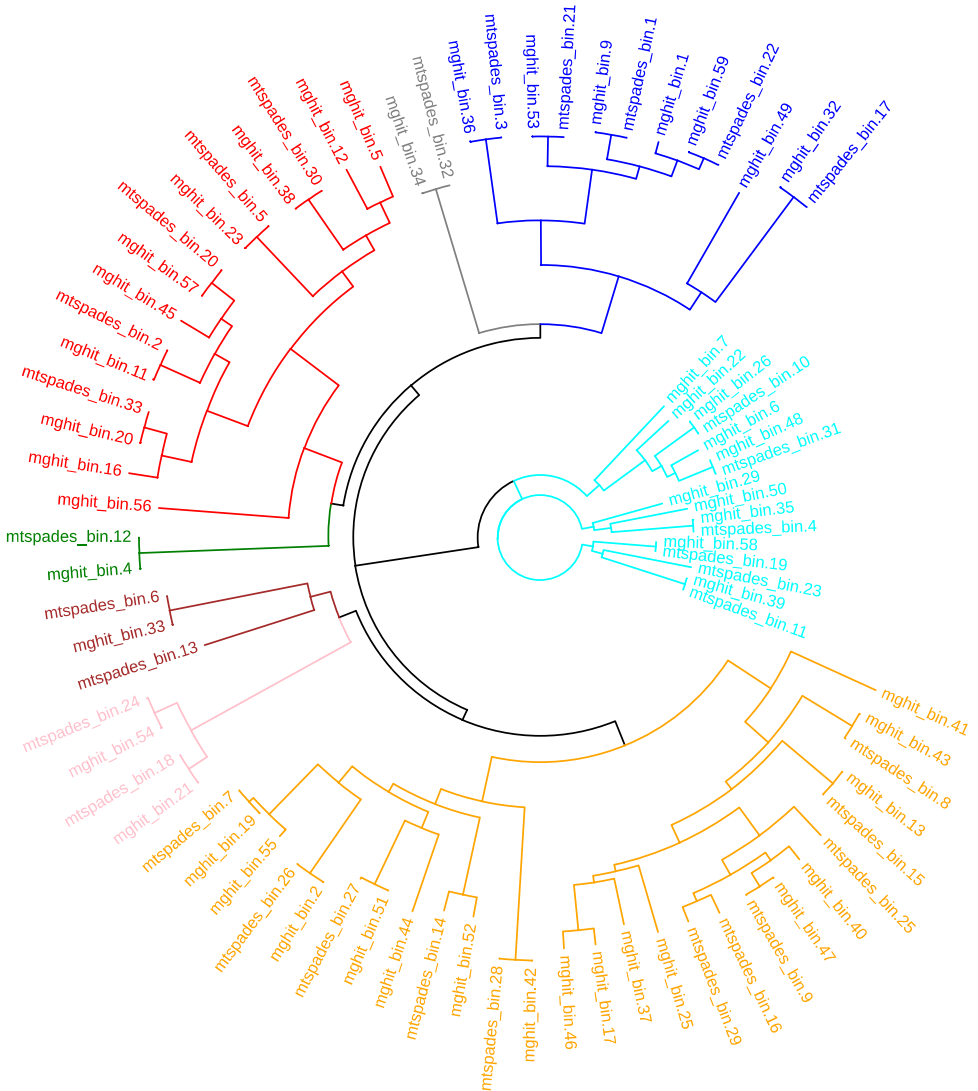 mghit_bin.36
mtspades_bin.3
mghit_bin.53
mtspades_bin.21
mghit_bin.9
mtspades_bin.1
mghit_bin.1
mghit_bin.59
mtspades_bin.22
mghit_bin.49
mghit_bin.32
mtspades_bin.17
mghit_bin.7
mghit_bin.22
mghit_bin.26
mtspades_bin.10
mghit_bin.6
mghit_bin.48
mtspades_bin.31
mghit_bin.29
mghit_bin.50
mghit_bin.35
mtspades_bin.4
mghit_bin.58
mtspades_bin.19
mtspades_bin.23
mghit_bin.39
mtspades_bin.11
mghit_bin.41
mghit_bin.43
mtspades_bin.8
mghit_bin.13
mtspades_bin.15
mtspades_bin.25
mghit_bin.40
mghit_bin.47
mtspades_bin.9
mtspades_bin.16
mtspades_bin.29
mghit_bin.25
mghit_bin.37
mghit_bin.17
mghit_bin.46
mghit_bin.42
mtspades_bin.28
mghit_bin.52
mtspades_bin.14
mghit_bin.44
mghit_bin.51
mtspades_bin.27
mghit_bin.2
mtspades_bin.26
mghit_bin.55
mghit_bin.19
mtspades_bin.7
mghit_bin.21
mtspades_bin.18
mghit_bin.54
mtspades_bin.24
mtspades_bin.13
mghit_bin.33
mtspades_bin.6
mghit_bin.4
mtspades_bin.12
mghit_bin.56
mghit_bin.16
mghit_bin.20
mtspades_bin.33
mghit_bin.11
mtspades_bin.2
mghit_bin.45
mghit_bin.57
mtspades_bin.20
mghit_bin.23
mtspades_bin.5
mghit_bin.38
mtspades_bin.30
mghit_bin.12
mghit_bin.5
mghit_bin.34
mtspades_bin.32